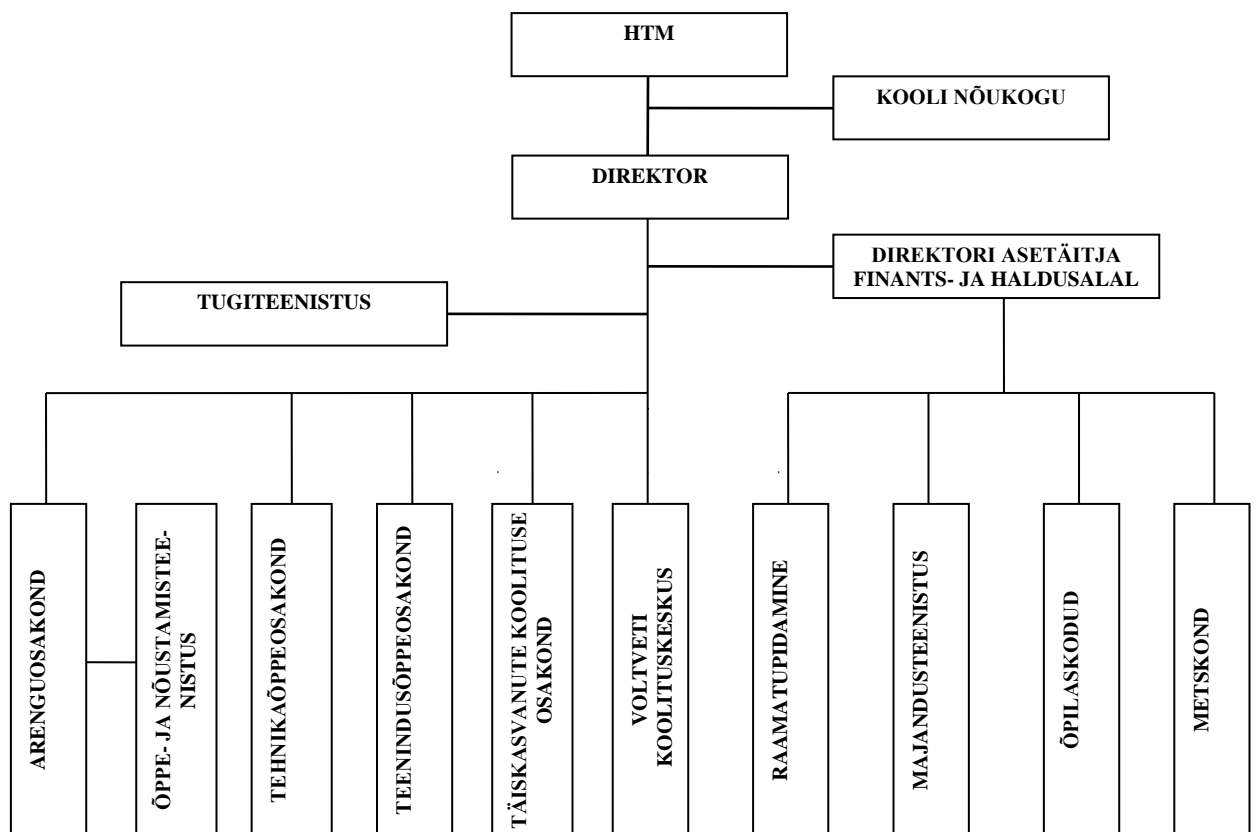 HTM
KOOLI NÕUKOGU
DIREKTOR
DIREKTORI ASETÄITJA
FINANTS- JA HALDUSALAL
TUGITEENISTUS
ARENGUOSAKOND
ÕPPE- JA NÕUSTAMISTEE-
NISTUS
TEHNIKAÕPPEOSAKOND
TEENINDUSÕPPEOSAKOND
TÄISKASVANUTE KOOLITUSE
OSAKOND
VOLTVETI
KOOLITUSKESKUS
RAAMATUPIDAMINE
MAJANDUSTEENISTUS
ÕPILASKODUD
METSKOND